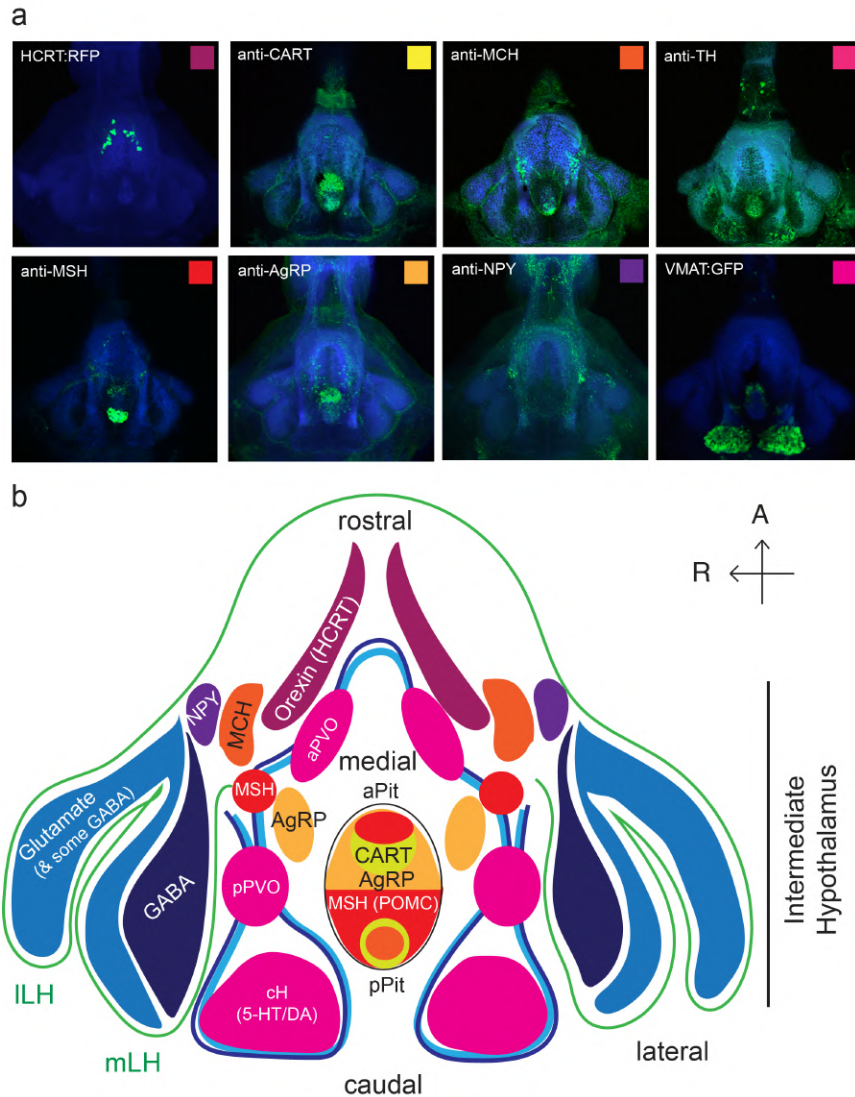 a
HCRT:RFP
anti-CART
anti-MCH
anti-TH
anti-MSH
anti-AgRP
anti-NPY
VMAT:GFP
b
rostral
A
R
Orexin (HCRT)
NPY
MCH
aPVO
medial
aPit
MSH
AgRP
CART
AgRP
Glutamate
(& some GABA)
GABA
pPVO
MSH (POMC)
pPit
cH
(5-HT/DA)
lLH
mLH
lateral
caudal
Intermediate
Hypothalamus